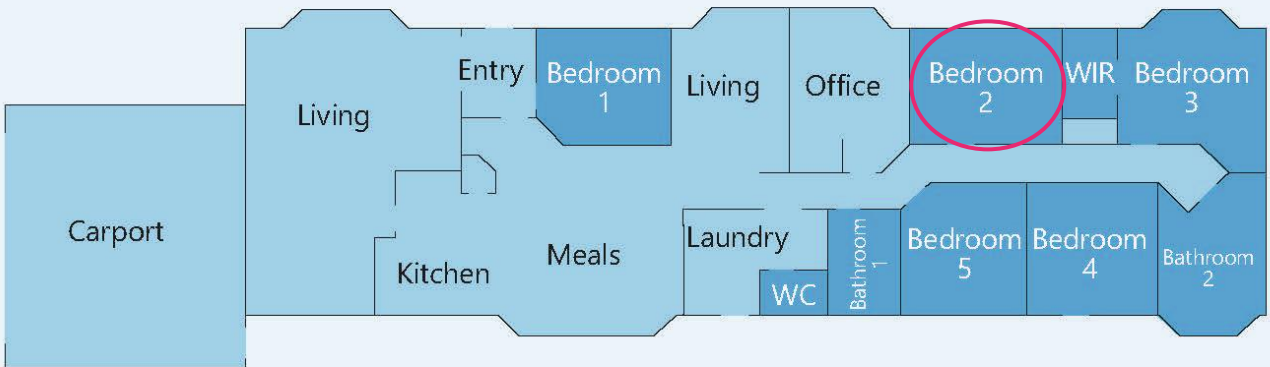 Carport
Living
Entry
Bedroom
1
Living
Office
Bedroom
2
WIR
Bedroom
3
Kitchen
Meals
Laundry
WC
Bathroom
1
Bedroom
5
Bedroom
4
Bathroom
2